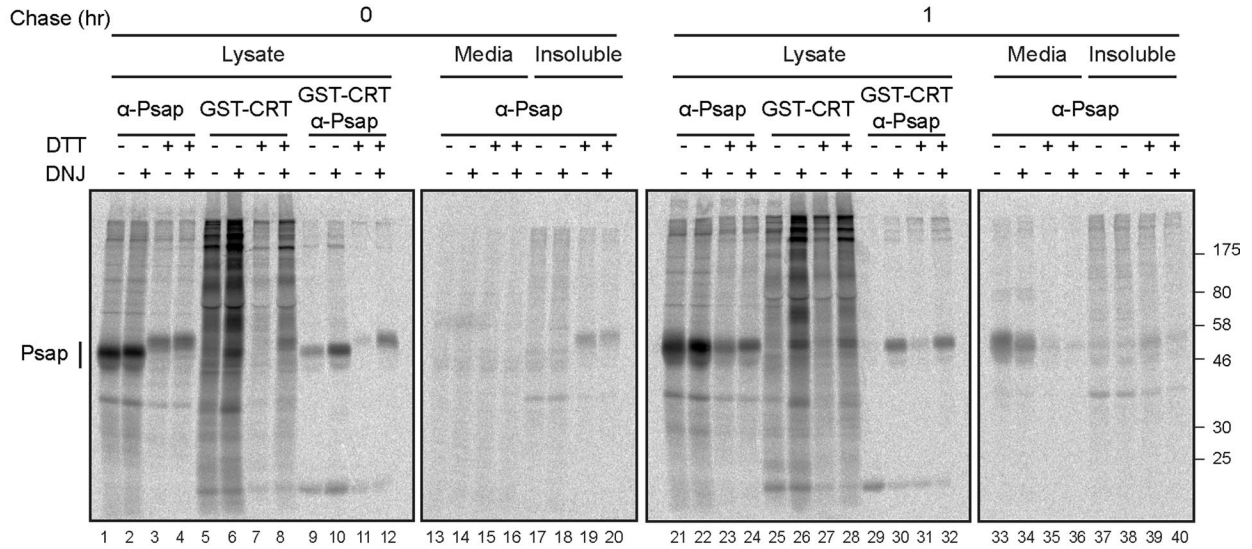 Chase (hr) 0 1
Lysate Media Insoluble Lysate Media Insoluble
α-Psap GST-CRT GST-CRT α-Psap α-Psap α-Psap GST-CRT GST-CRT α-Psap α-Psap
DTT - - + + - - + + - - + + - - + + - - + + - - + + - - + + - - + + - - + + - - + +
DNJ - + - + - + - + - + - + - + - + - + - + - + - + - + - + - + - + - + - + - + - +
175
80
58
Psap
46
30
25
1 2 3 4 5 6 7 8 9 10 11 12 13 14 15 16 17 18 19 20 21 22 23 24 25 26 27 28 29 30 31 32 33 34 35 36 37 38 39 40